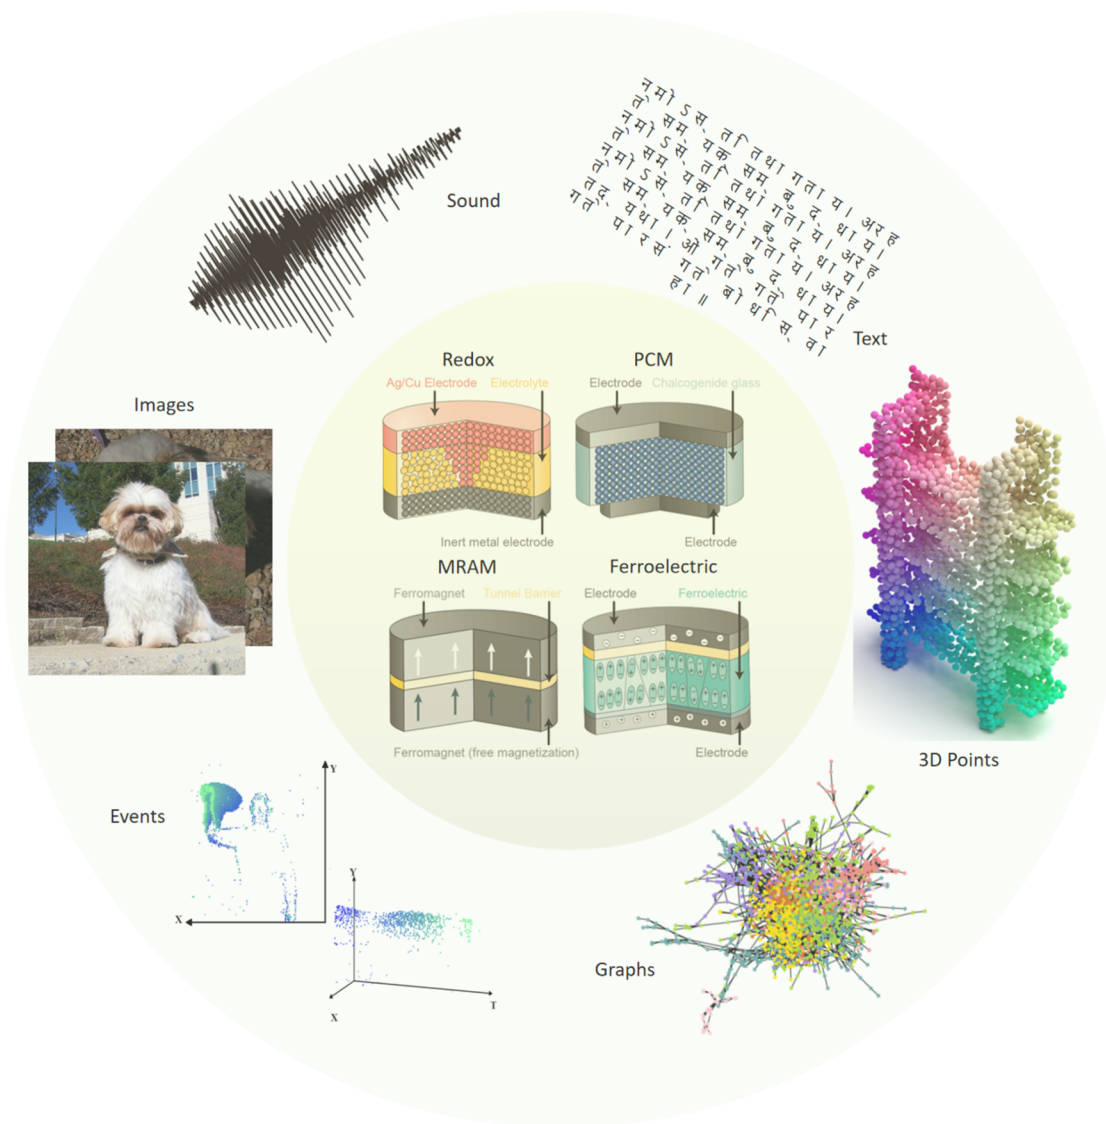 Sound
न मो ऽ स् ति त था ग ता य । अ र ह
ते स म् य क स म् बु द् धा य ।
न मो ऽ स् ति त था ग ता य । अ र ह
ते स म् य क स म् बु द् धा य ।
न मो ऽ स् ति त था ग ता य । अ र ह
ते स म् य क स म् बु द् धा य ।
त द् य था । ओ ग ते ग ते पा र
ग ते पा र स ग ते बो धि स् वा
हा ॥
Text
Images
Redox
Ag/Cu Electrode Electrolyte
Inert metal electrode
PCM
Electrode Chalcogenide glass
Electrode
MRAM
Ferromagnet Tunnel Barrier
Ferromagnet (free magnetization)
Ferroelectric
Electrode Ferroelectric
Electrode
3D Points
Events
Y
X
Y
X
T
Graphs